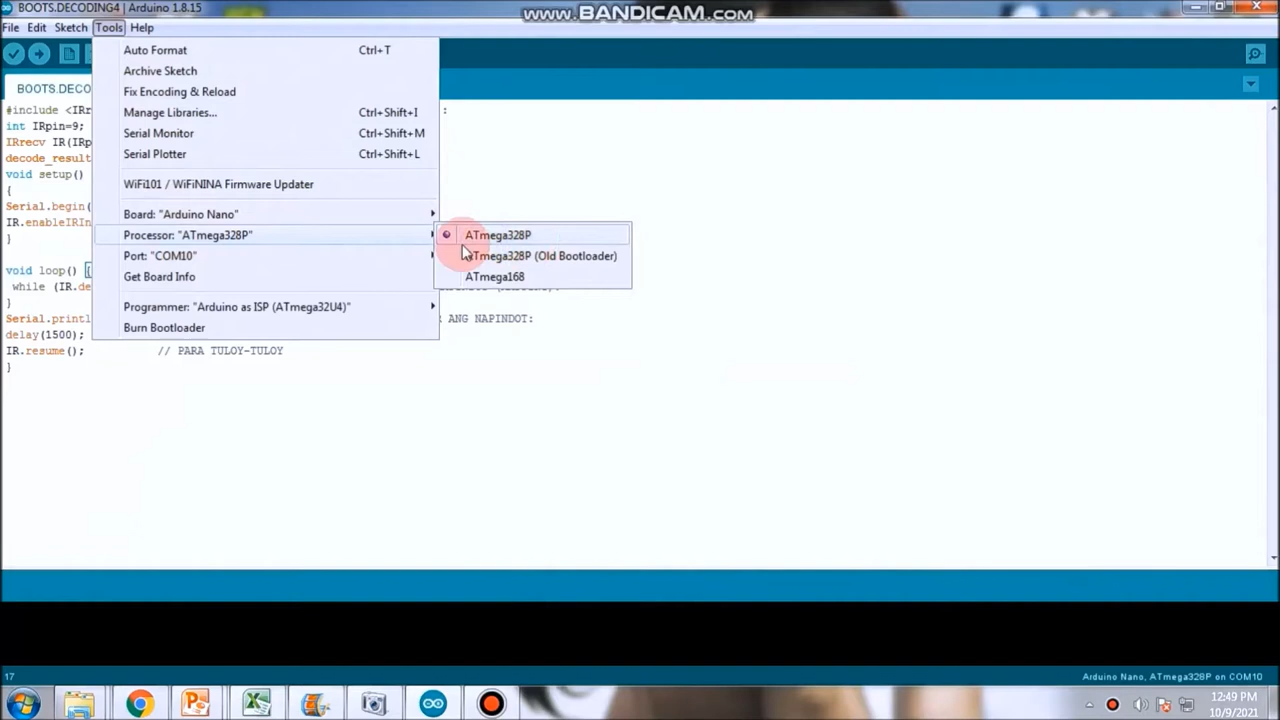 BOOTS.DECODING4 | Arduino 1.8.15
WWW.BANDICAM.COM
File Edit Sketch Tools Help
Auto Format Ctrl+T
BOOTS.DECO
Archive Sketch
Fix Encoding & Reload
#include <IRr
Manage Libraries... Ctrl+Shift+I :
int IRpin=9;
Serial Monitor Ctrl+Shift+M
IRrecv IR(IRp
decode_result
Serial Plotter Ctrl+Shift+L
void setup()
WiFi101 / WiFiNINA Firmware Updater
{
Serial.begin(
Board: "Arduino Nano"
IR.enableIRIn
Processor: "ATmega328P" ATmega328P
}
Port: "COM10" ATmega328P (Old Bootloader)
void loop() {
Get Board Info ATmega168
while (IR.de
}
Programmer: "Arduino as ISP (ATmega32U4)"
Serial.printl ANG NAPINDOT:
delay(1500);
Burn Bootloader
IR.resume(); // PARA TULOY-TULOY
}
17 Arduino Nano, ATmega328P on COM10
12:49 PM
10/9/2021